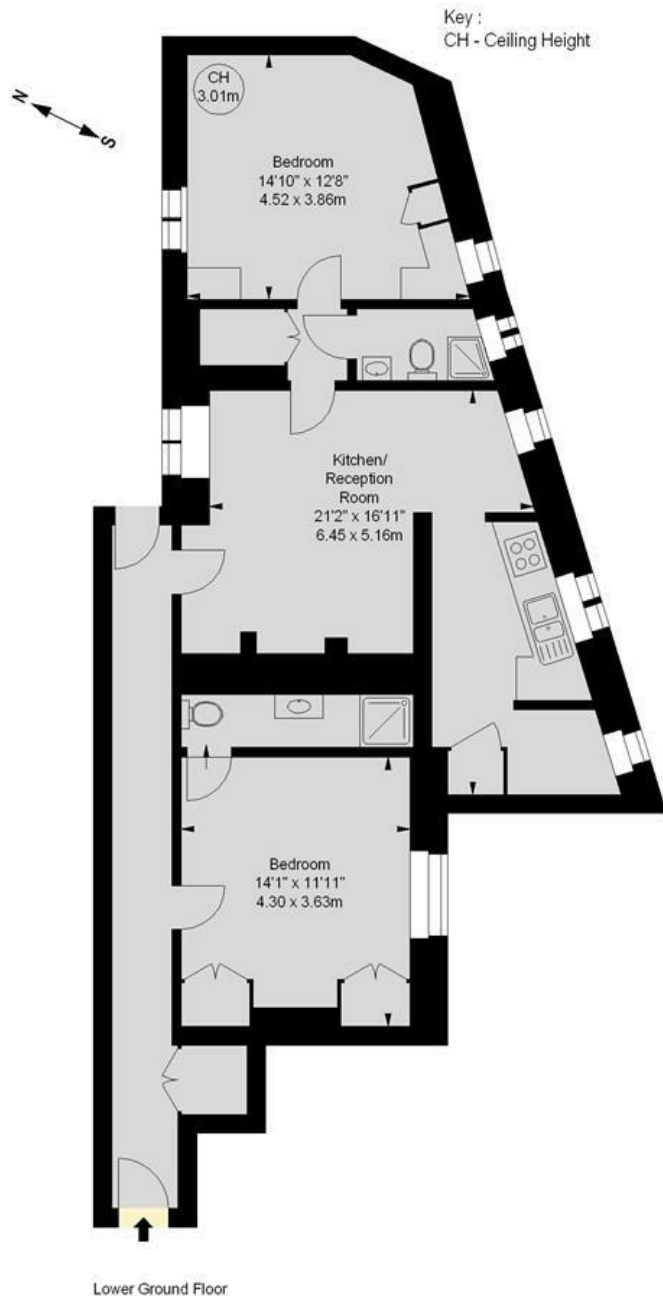 Key :
CH - Ceiling Height
N
S
CH
3.01m
Bedroom
14'10" x 12'8"
4.52 x 3.86m
Kitchen/
Reception
Room
21'2" x 16'11"
6.45 x 5.16m
Bedroom
14'1" x 11'11"
4.30 x 3.63m
Lower Ground Floor